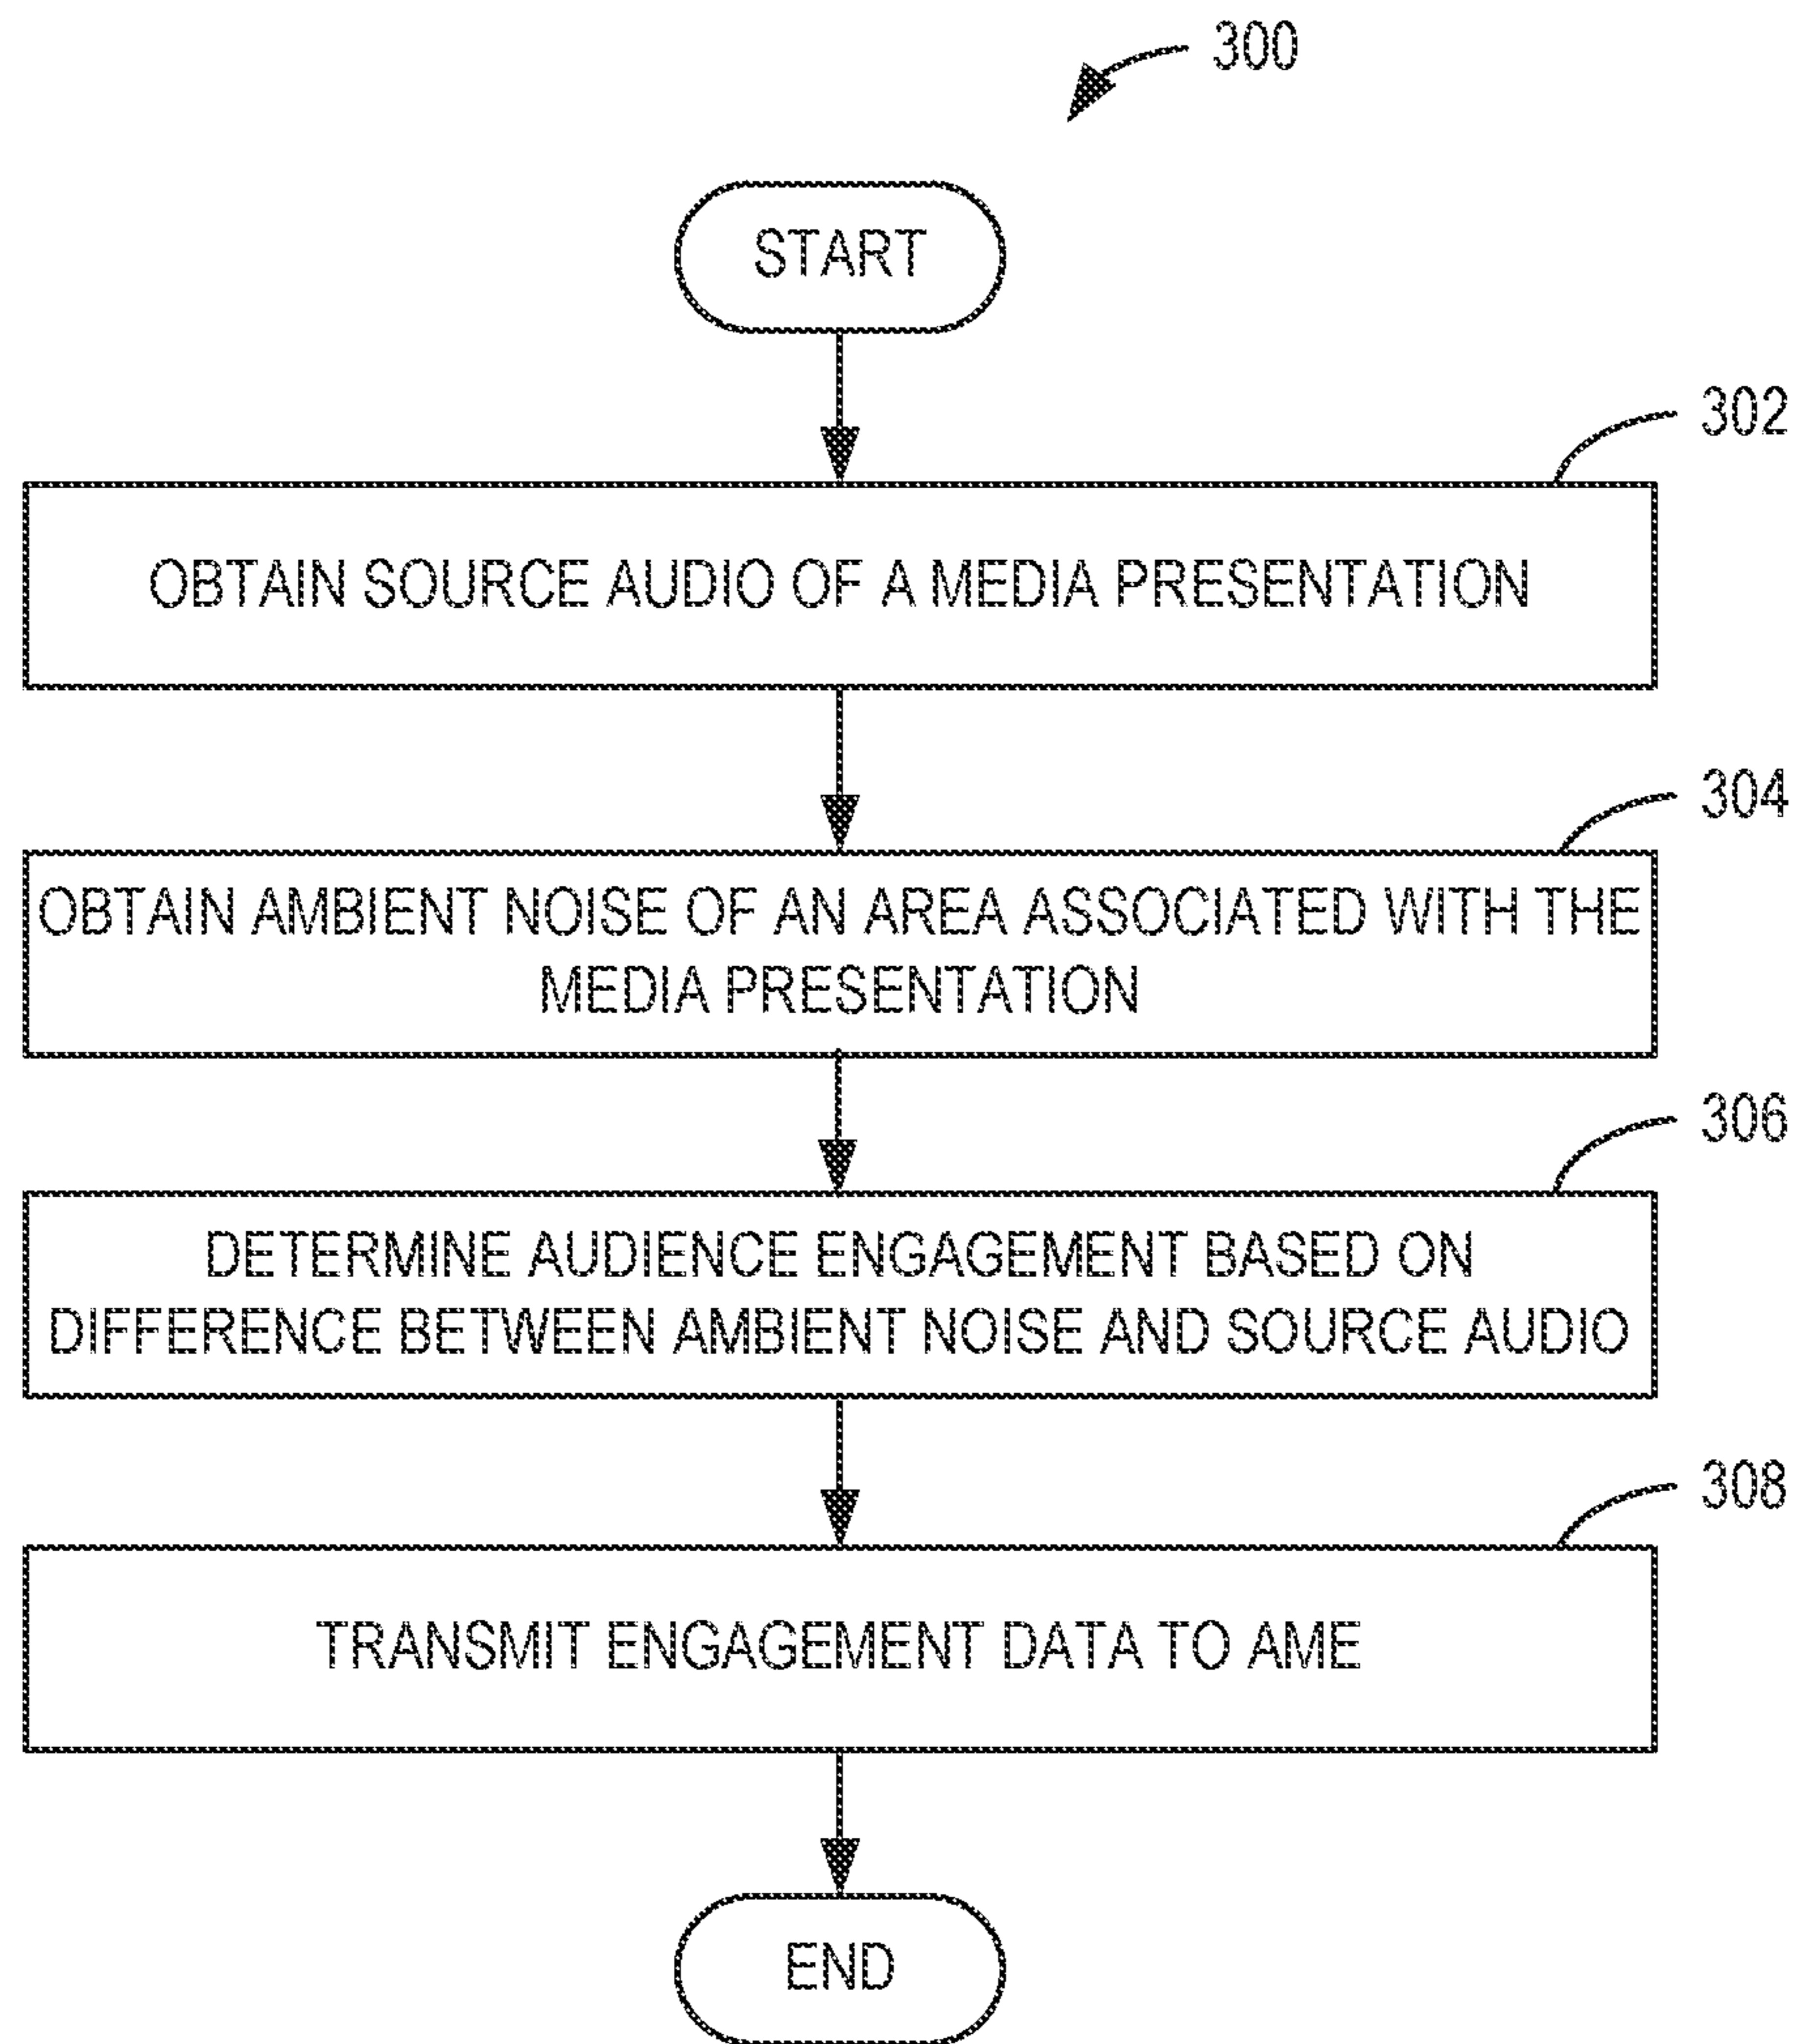 300
START
302
OBTAIN SOURCE AUDIO OF A MEDIA PRESENTATION
304
OBTAIN AMBIENT NOISE OF AN AREA ASSOCIATED WITH THE
MEDIA PRESENTATION
306
DETERMINE AUDIENCE ENGAGEMENT BASED ON
DIFFERENCE BETWEEN AMBIENT NOISE AND SOURCE AUDIO
308
TRANSMIT ENGAGEMENT DATA TO AME
END